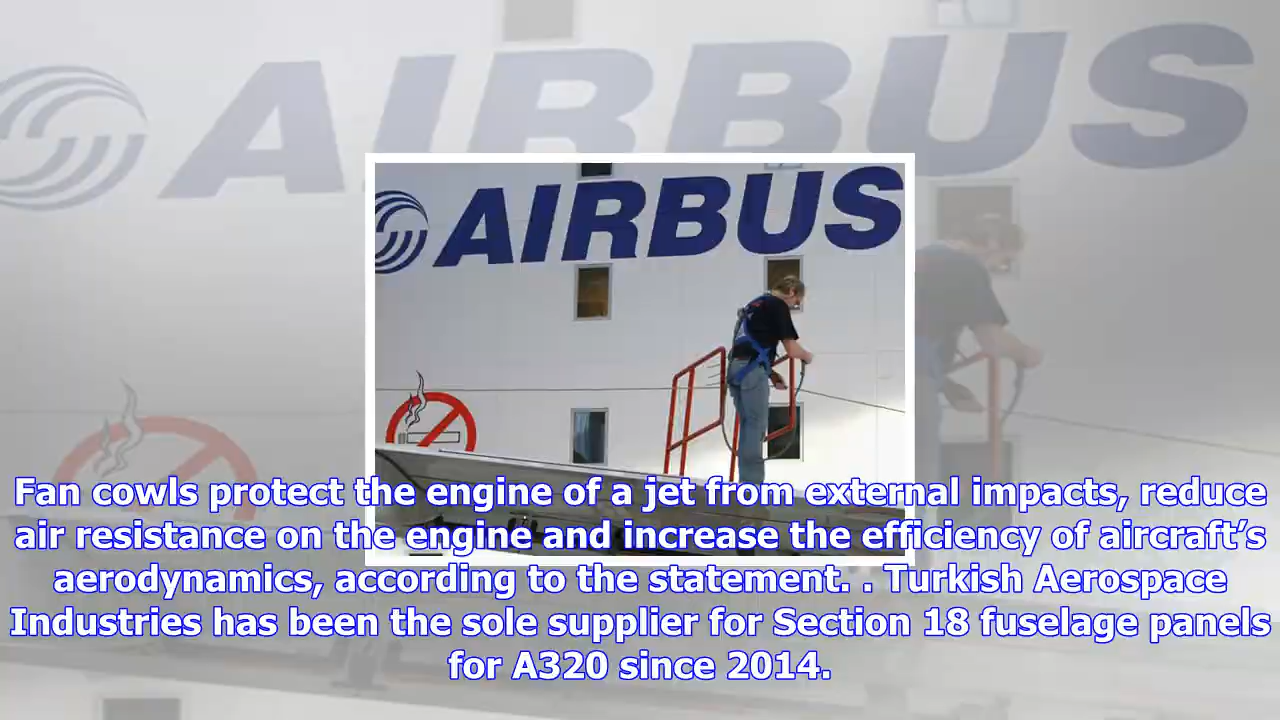 AIRBUS
AIRBUS
Fan cowls protect the engine of a jet from external impacts, reduce
air resistance on the engine and increase the efficiency of aircraft’s
aerodynamics, according to the statement. . Turkish Aerospace
Industries has been the sole supplier for Section 18 fuselage panels
for A320 since 2014.